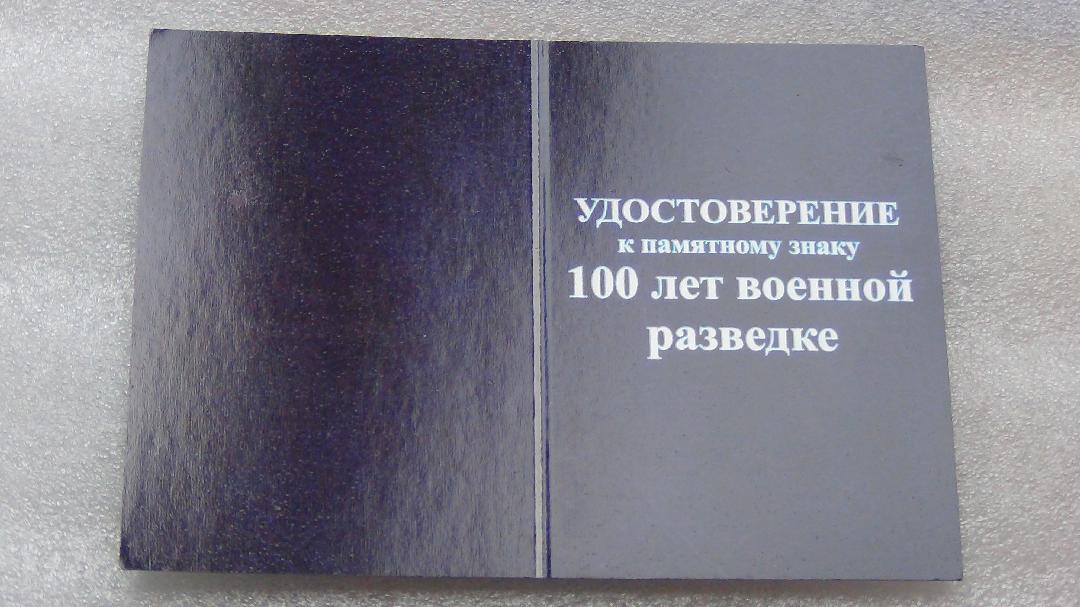 УДОСТОВЕРЕНИЕ
к памятному знаку
100 лет военной
разведке